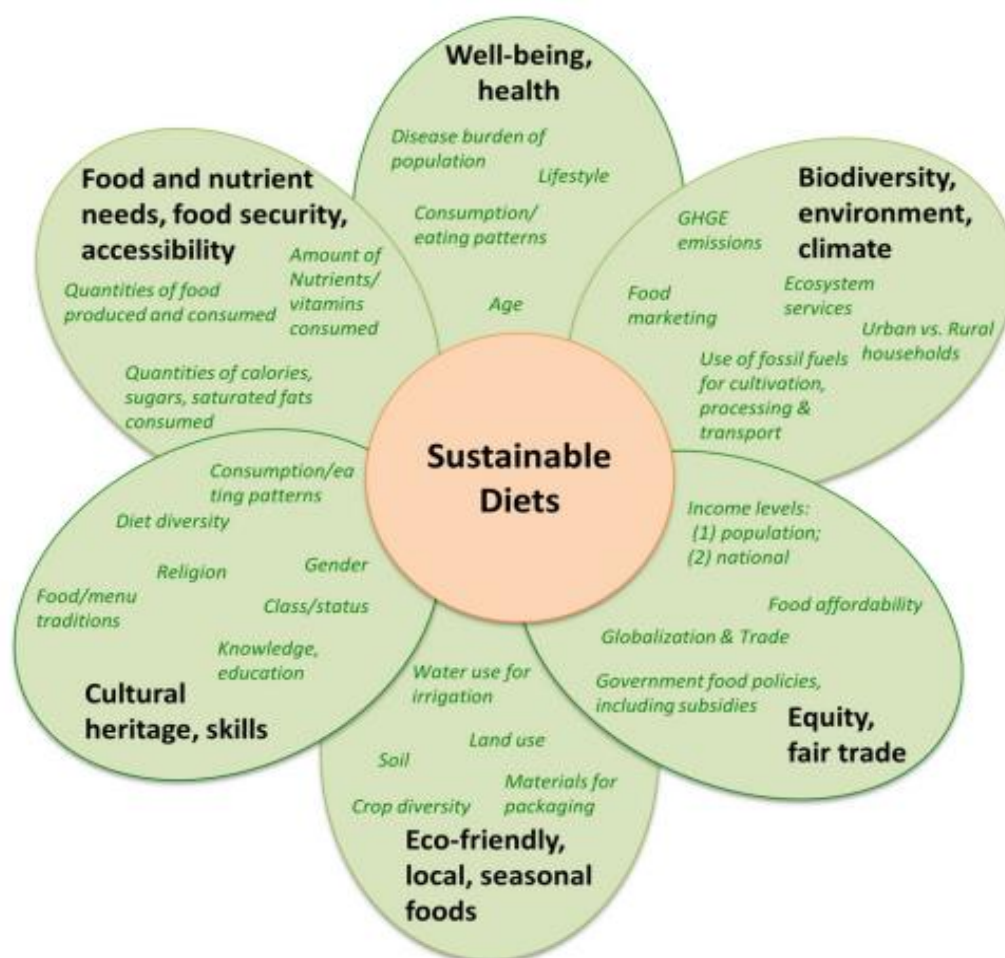 Well-being,
health
Disease burden of
population
Lifestyle
Consumption/
eating patterns
Age
Biodiversity,
environment,
climate
GHGE
emissions
Ecosystem
services
Food
marketing
Urban vs. Rural
households
Use of fossil fuels
for cultivation,
processing &
transport
Food and nutrient
needs, food security,
accessibility
Amount of
Nutrients/
vitamins
consumed
Quantities of food
produced and consumed
Quantities of calories,
sugars, saturated fats
consumed
Sustainable
Diets
Consumption/ea
ting patterns
Diet diversity
Religion
Gender
Food/menu
traditions
Class/status
Knowledge,
education
Cultural
heritage, skills
Income levels:
(1) population;
(2) national
Food affordability
Globalization & Trade
Government food policies,
including subsidies
Equity,
fair trade
Water use for
irrigation
Land use
Soil
Materials for
packaging
Crop diversity
Eco-friendly,
local, seasonal
foods